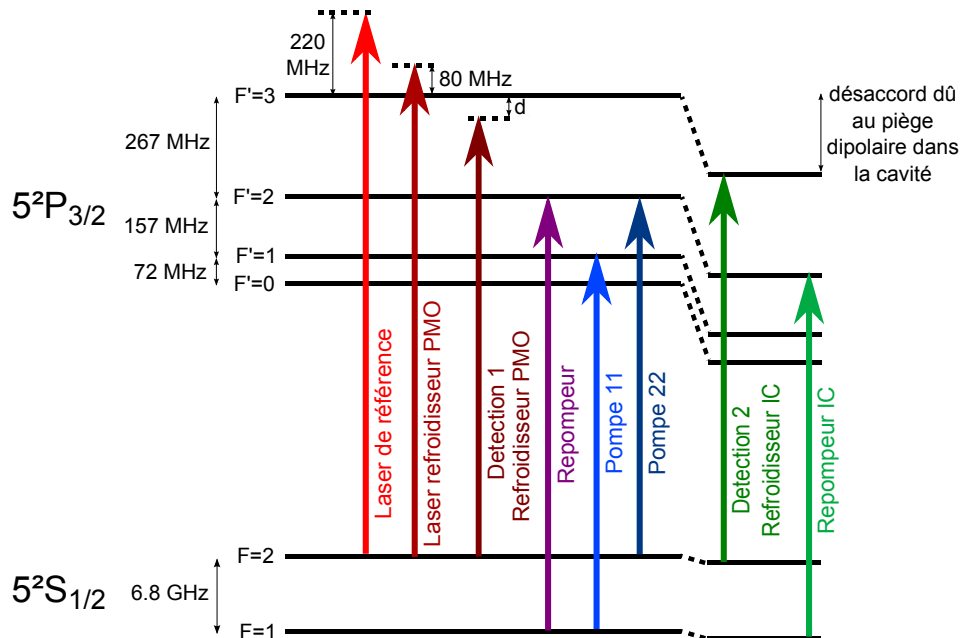 220
MHz
80 MHz
F'=3
d
désaccord dû
au piège
dipolaire dans
la cavité
267 MHz
5²P3/2
F'=2
157 MHz
F'=1
72 MHz
F'=0
Laser de référence
Laser refroidisseur PMO
Detection 1
Refroidisseur PMO
Repompeur
Pompe 11
Pompe 22
Detection 2
Refroidisseur IC
Repompeur IC
F=2
5²S1/2
6.8 GHz
F=1